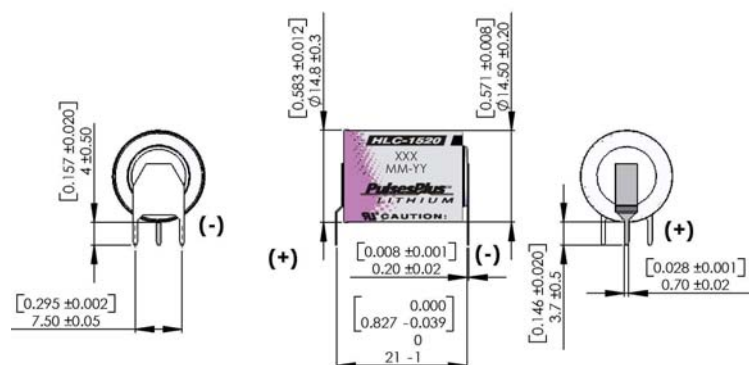 [0.157 ±0.020]
4 ±0.50
(-)
[0.295 ±0.002]
7.50 ±0.05
[0.583 ±0.012]
Ø14.8 ±0.3
[0.571 ±0.008]
Ø14.50 ±0.20
HLC-1520
XXX
MM-YY
PulsesPlus™
LITHIUM
CAUTION:
(+)
[0.008 ±0.001]
0.20 ±0.02
(-)
[0.827 0.000 -0.039]
0
21 -1
(+)
[0.146 ±0.020]
3.7 ±0.5
[0.028 ±0.001]
0.70 ±0.02